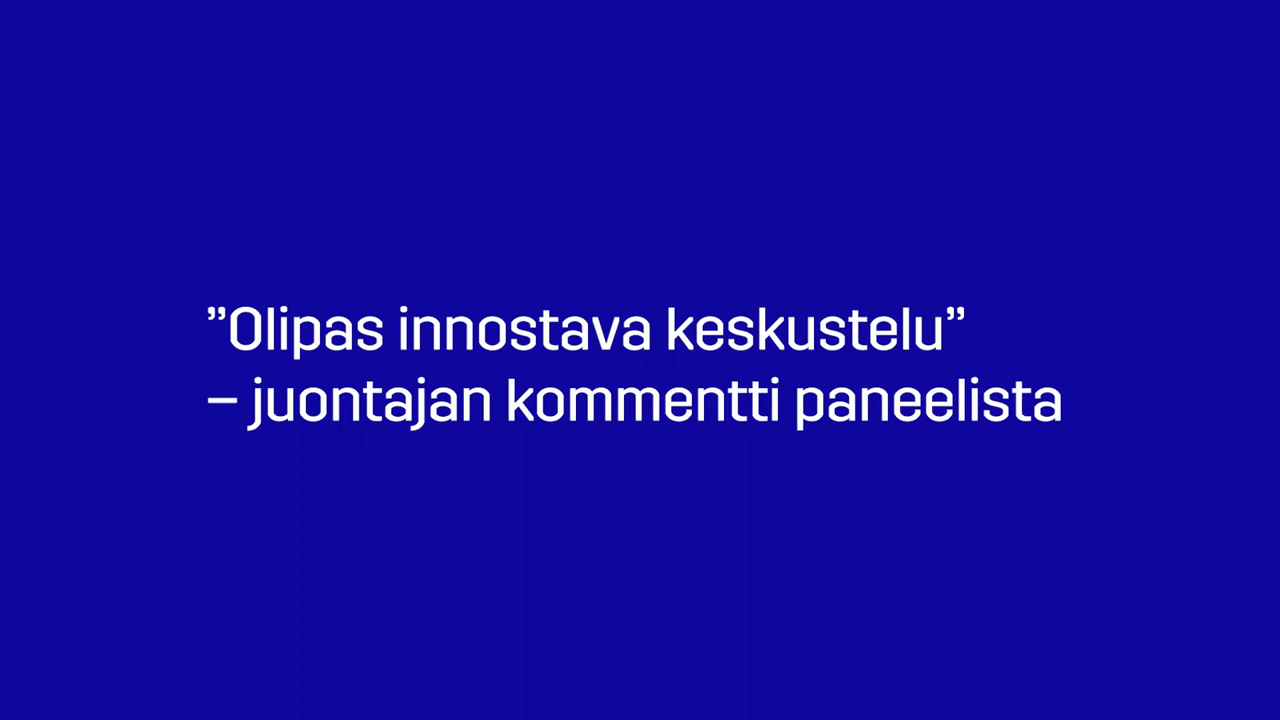 ”Olipas innostava keskustelu”
– juontajan kommentti paneelista